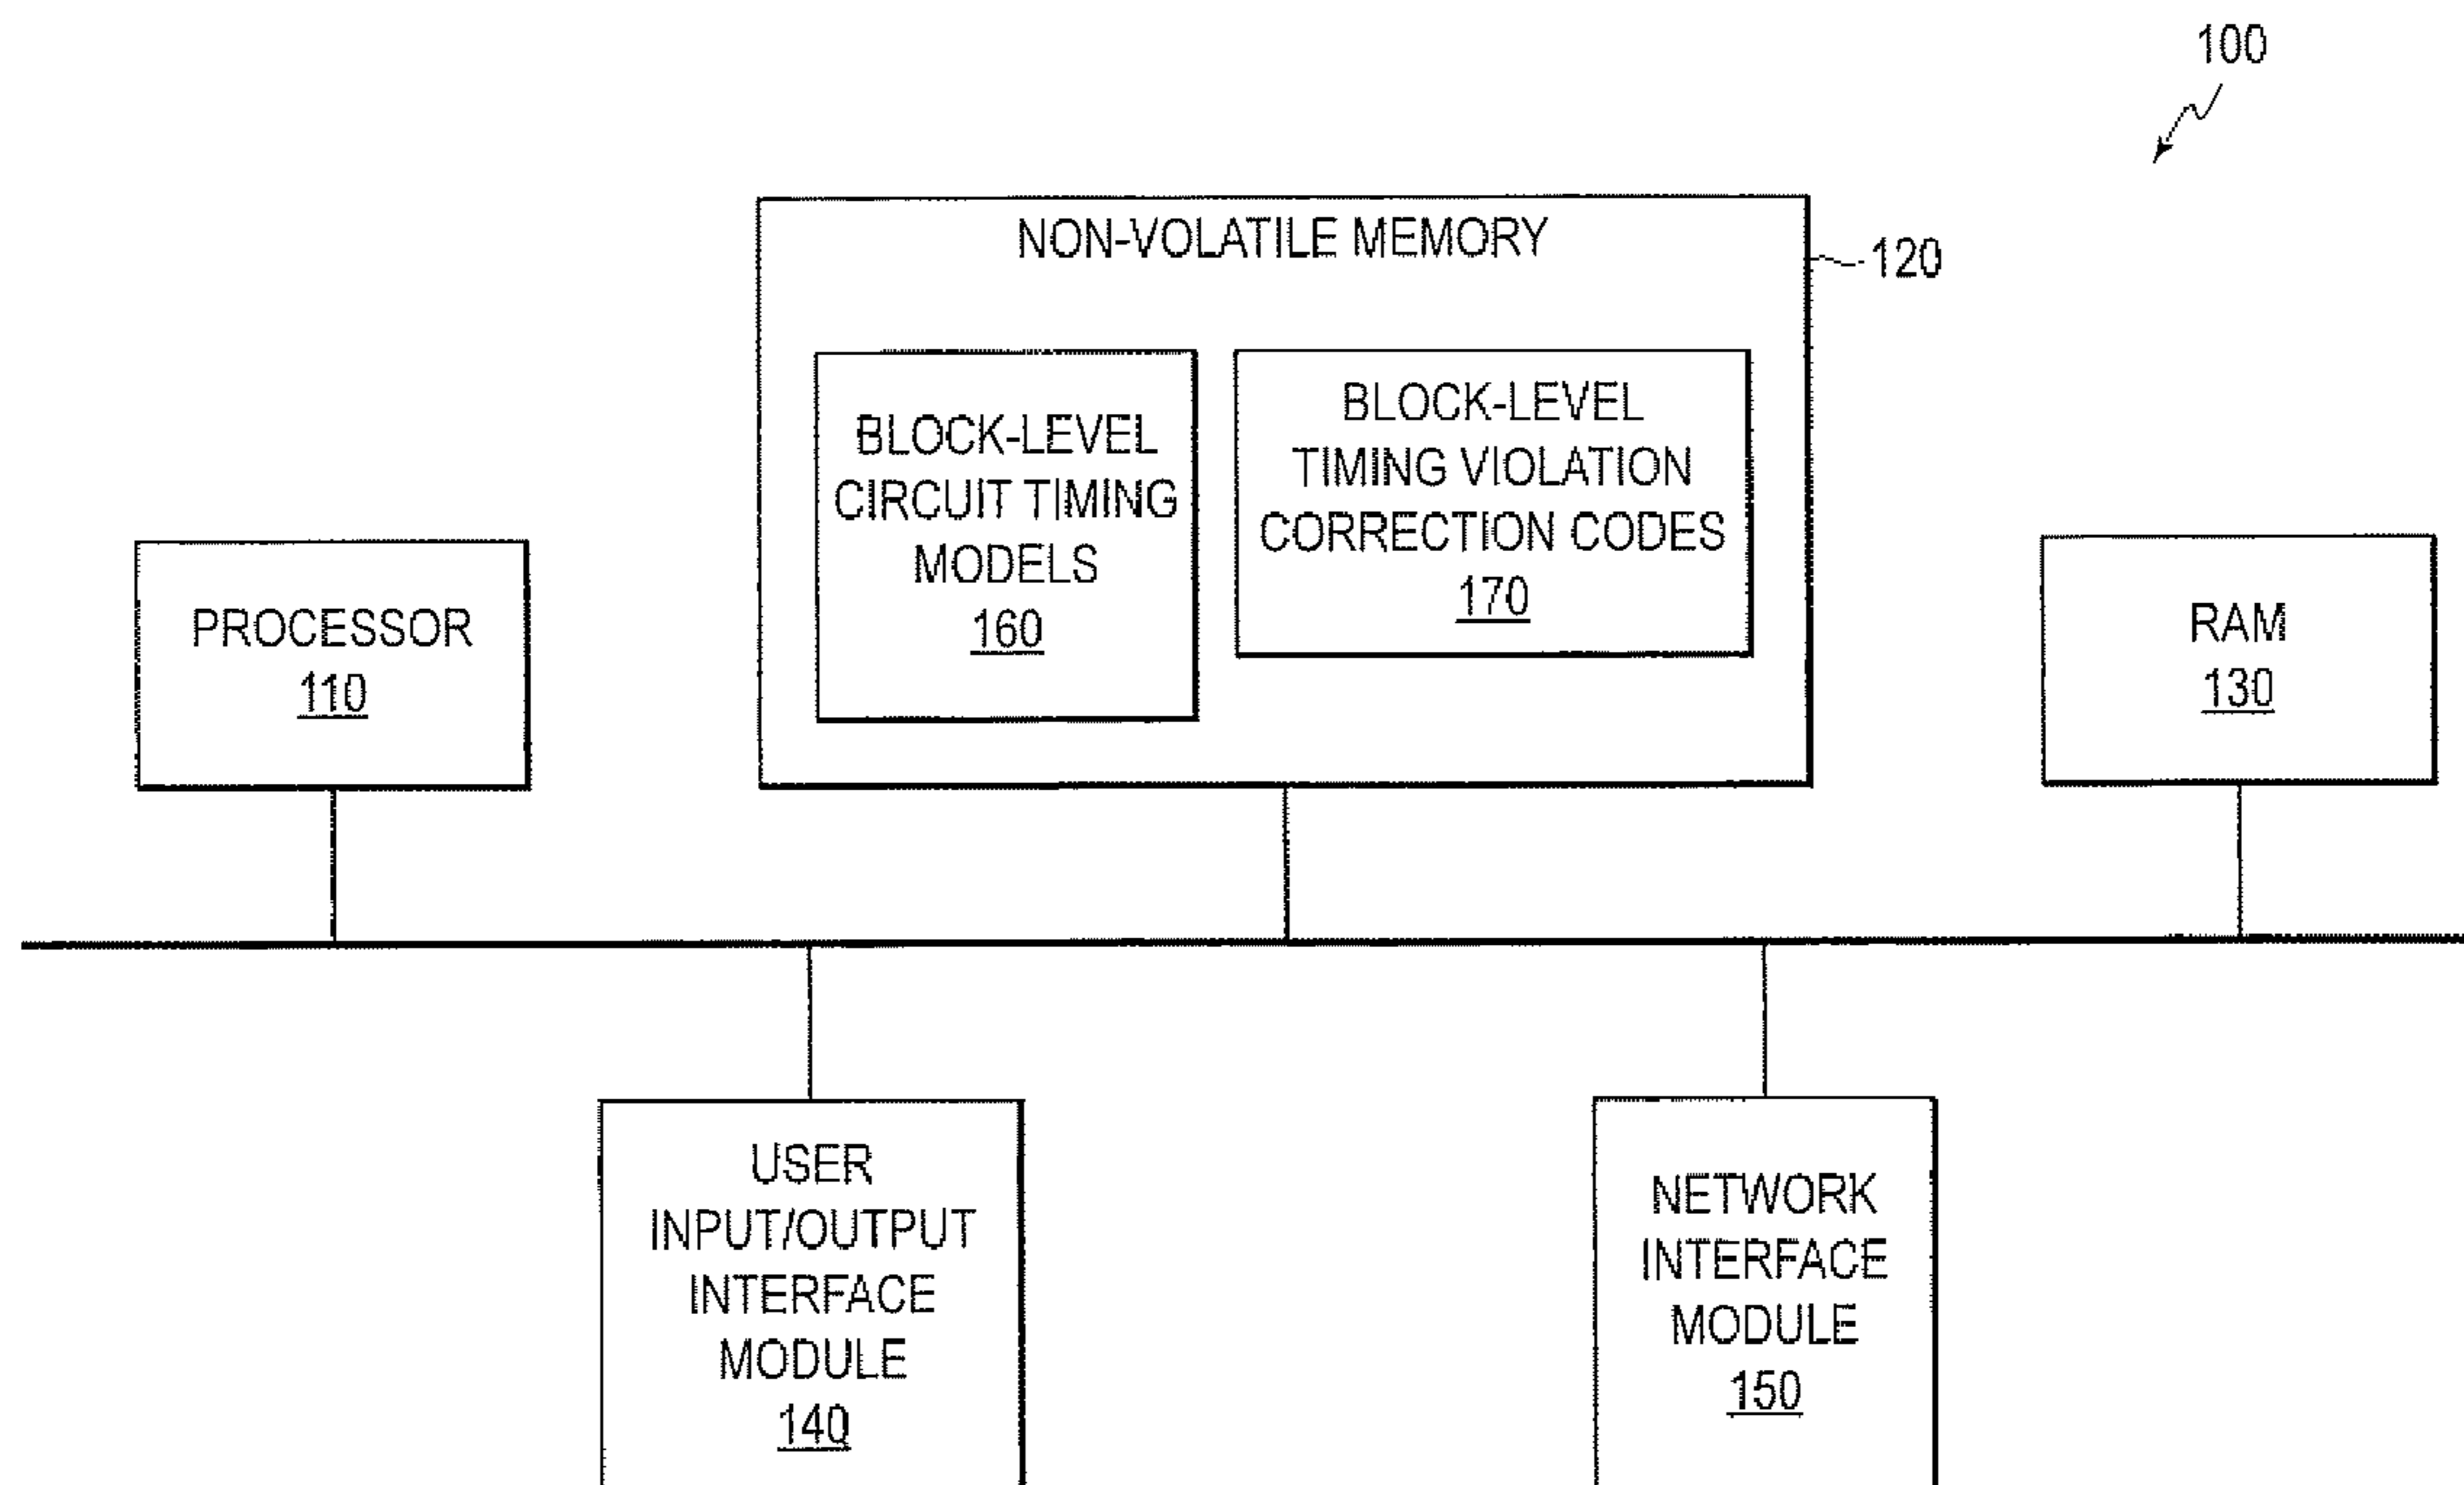 100
NON-VOLATILE MEMORY
120
BLOCK-LEVEL
CIRCUIT TIMING
MODELS
160
BLOCK-LEVEL
TIMING VIOLATION
CORRECTION CODES
170
PROCESSOR
110
RAM
130
USER
INPUT/OUTPUT
INTERFACE
MODULE
140
NETWORK
INTERFACE
MODULE
150